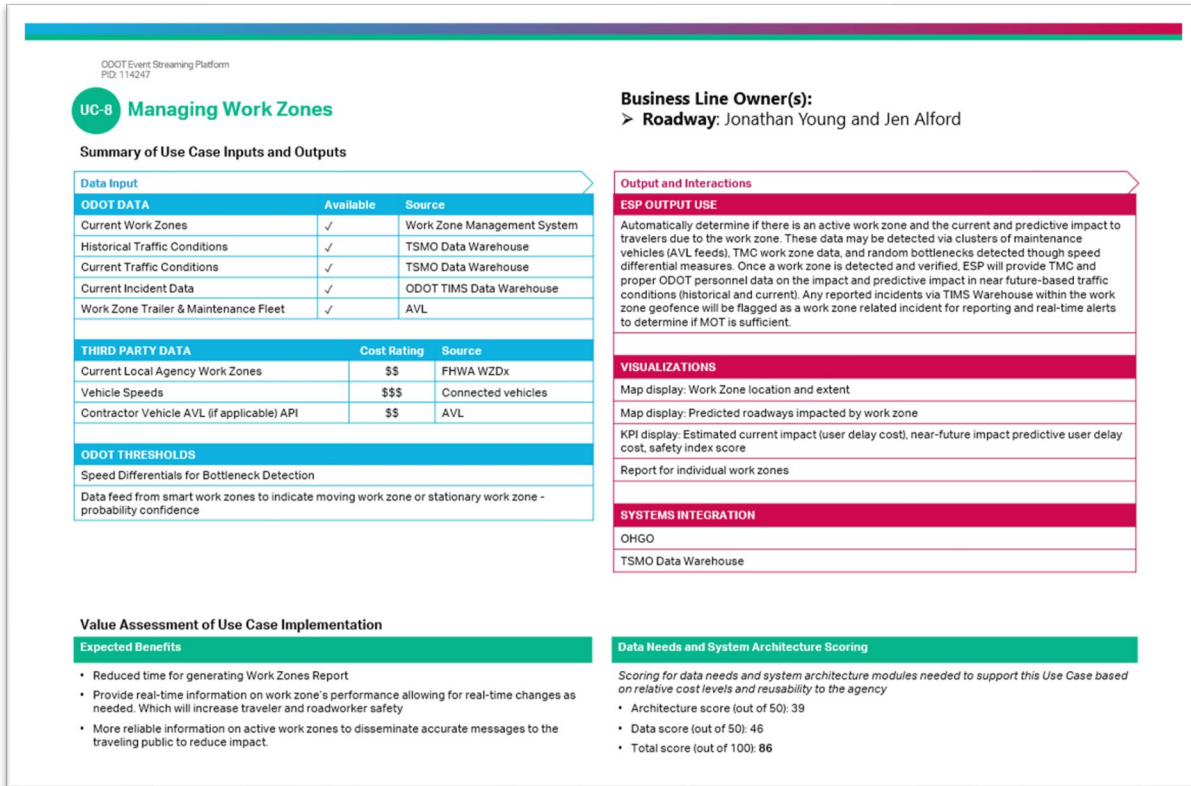 ODOT Event Streaming Platform
PID: 114247
UC-8 Managing Work Zones
Business Line Owner(s):
➢ Roadway: Jonathan Young and Jen Alford
Summary of Use Case Inputs and Outputs
Data Input
ODOT DATA Available Source
Current Work Zones ✓ Work Zone Management System
Historical Traffic Conditions ✓ TSMO Data Warehouse
Current Traffic Conditions ✓ TSMO Data Warehouse
Current Incident Data ✓ ODOT TIMS Data Warehouse
Work Zone Trailer & Maintenance Fleet ✓ AVL
THIRD PARTY DATA Cost Rating Source
Current Local Agency Work Zones $$ FHWA WZDx
Vehicle Speeds $$$ Connected vehicles
Contractor Vehicle AVL (if applicable) API $$ AVL
ODOT THRESHOLDS
Speed Differentials for Bottleneck Detection
Data feed from smart work zones to indicate moving work zone or stationary work zone -
probability confidence
Output and Interactions
ESP OUTPUT USE
Automatically determine if there is an active work zone and the current and predictive impact to
travelers due to the work zone. These data may be detected via clusters of maintenance
vehicles (AVL feeds), TMC work zone data, and random bottlenecks detected though speed
differential measures. Once a work zone is detected and verified, ESP will provide TMC and
proper ODOT personnel data on the impact and predictive impact in near future-based traffic
conditions (historical and current). Any reported incidents via TIMS Warehouse within the work
zone geofence will be flagged as a work zone related incident for reporting and real-time alerts
to determine if MOT is sufficient.
VISUALIZATIONS
Map display: Work Zone location and extent
Map display: Predicted roadways impacted by work zone
KPI display: Estimated current impact (user delay cost), near-future impact predictive user delay
cost, safety index score
Report for individual work zones
SYSTEMS INTEGRATION
OHGO
TSMO Data Warehouse
Value Assessment of Use Case Implementation
Expected Benefits
• Reduced time for generating Work Zones Report
• Provide real-time information on work zone's performance allowing for real-time changes as
needed. Which will increase traveler and roadworker safety
• More reliable information on active work zones to disseminate accurate messages to the
traveling public to reduce impact.
Data Needs and System Architecture Scoring
Scoring for data needs and system architecture modules needed to support this Use Case based
on relative cost levels and reusability to the agency
• Architecture score (out of 50): 39
• Data score (out of 50): 46
• Total score (out of 100): 86